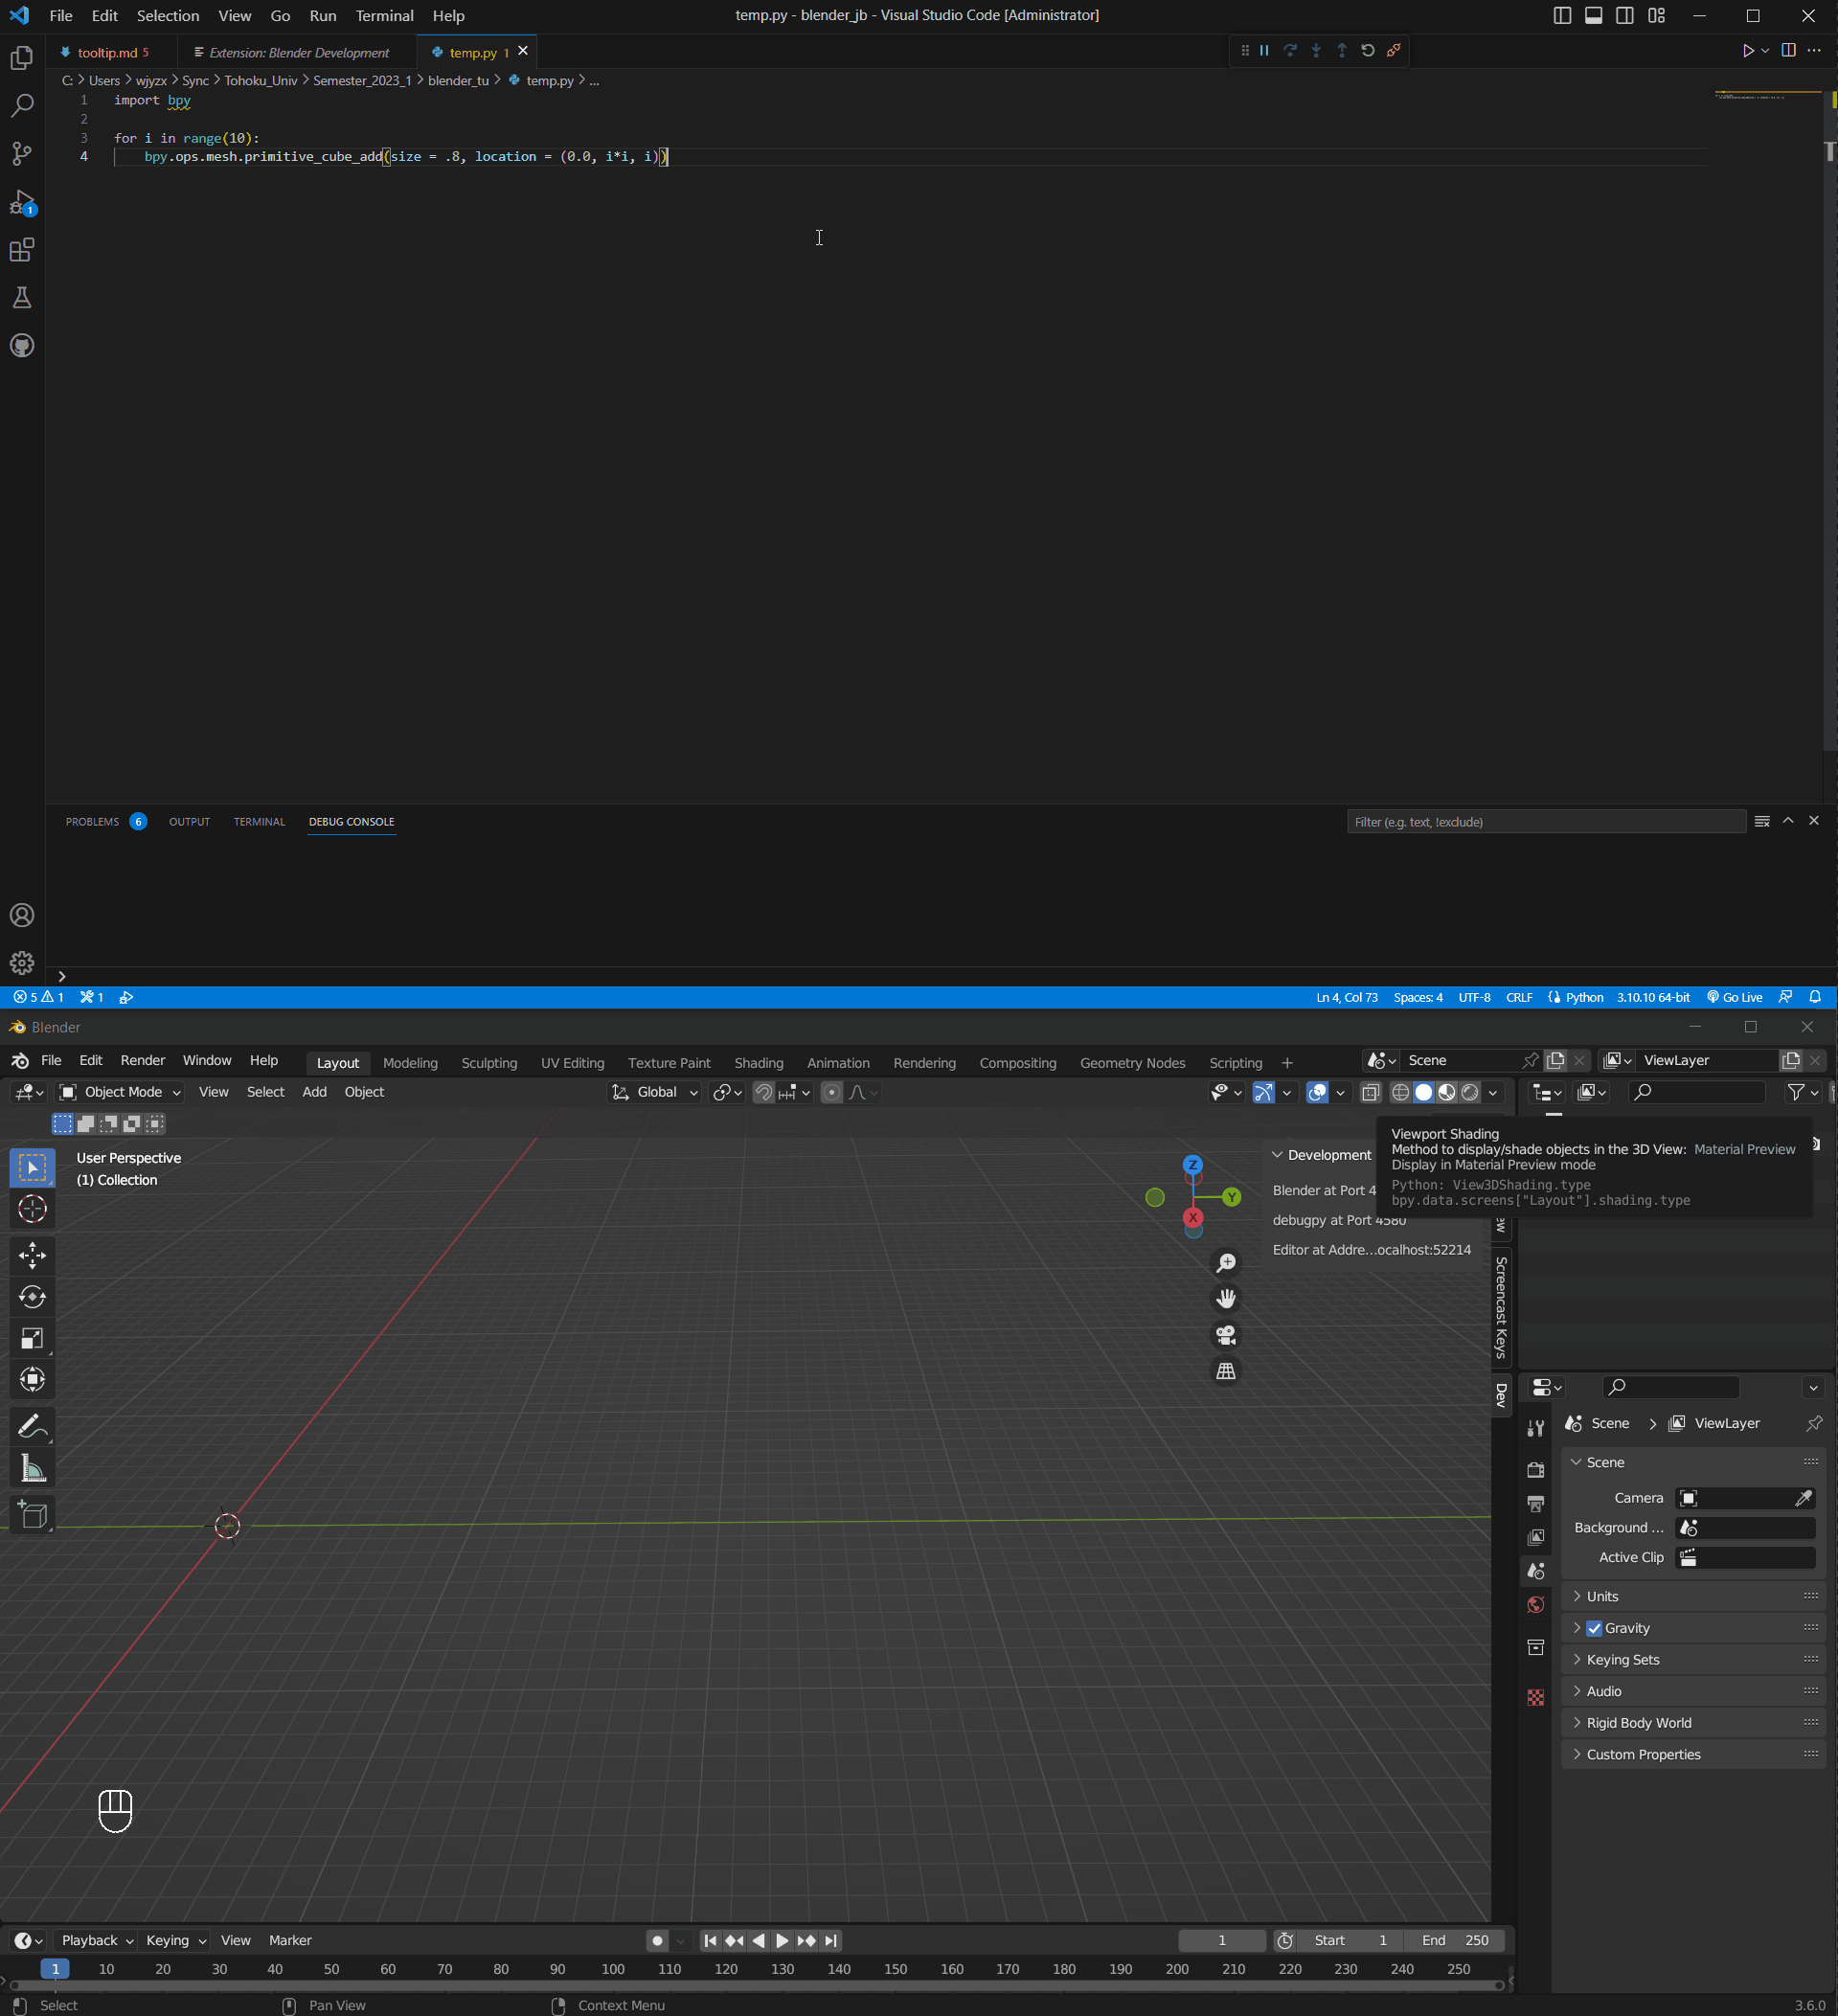 File Edit Selection View Go Run Terminal Help
temp.py - blender_jb - Visual Studio Code [Administrator]
tooltip.md 5
Extension: Blender Development
temp.py 1
C: > Users > wjyzx > Sync > Tohoku_Univ > Semester_2023_1 > blender_tu > temp.py > ...
1 import bpy
2
3 for i in range(10):
4 bpy.ops.mesh.primitive_cube_add(size = .8, location = (0.0, i*i, i))
1
PROBLEMS 6 OUTPUT TERMINAL DEBUG CONSOLE
Filter (e.g. text, !exclude)
5 1 1
Ln 4, Col 73 Spaces: 4 UTF-8 CRLF Python 3.10.10 64-bit Go Live
Blender
File Edit Render Window Help Layout Modeling Sculpting UV Editing Texture Paint Shading Animation Rendering Compositing Geometry Nodes Scripting + Scene ViewLayer
Object Mode View Select Add Object Global
User Perspective
(1) Collection
Z
Y
X
Development
Blender at Port 4
debugpy at Port 4580
Editor at Addre...ocalhost:52214
Viewport Shading
Method to display/shade objects in the 3D View: Material Preview
Display in Material Preview mode
Python: View3DShading.type
bpy.data.screens["Layout"].shading.type
Screencast Keys
Dev
Scene > ViewLayer
Scene
Camera
Background ...
Active Clip
Units
Gravity
Keying Sets
Audio
Rigid Body World
Custom Properties
Playback Keying View Marker
1 Start 1 End 250
1 10 20 30 40 50 60 70 80 90 100 110 120 130 140 150 160 170 180 190 200 210 220 230 240 250
Select Pan View Context Menu 3.6.0